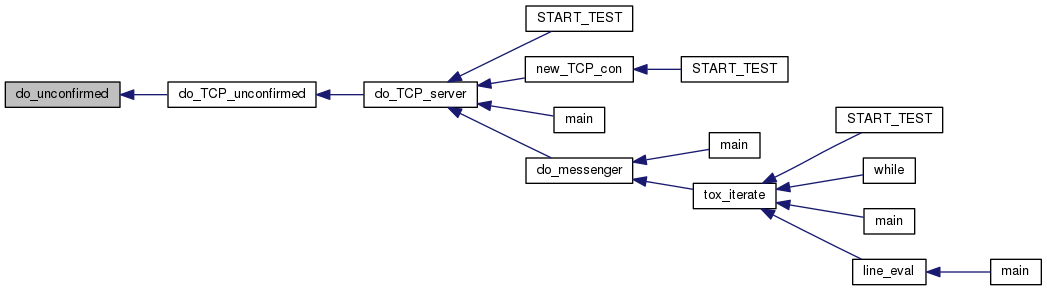 START_TEST
new_TCP_con
START_TEST
do_unconfirmed
do_TCP_unconfirmed
do_TCP_server
main
START_TEST
main
do_messenger
while
tox_iterate
main
line_eval
main